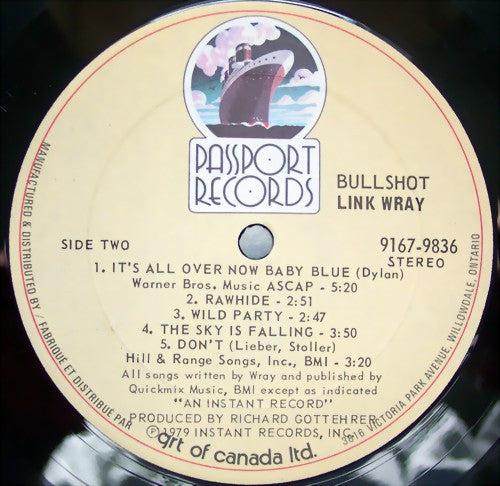 PASSPORT
RECORDS
BULLSHOT
LINK WRAY
SIDE TWO
9167-9836
STEREO
1. IT'S ALL OVER NOW BABY BLUE (Dylan)
Warner Bros. Music ASCAP - 5:20
2. RAWHIDE - 2:51
3. WILD PARTY - 2:47
4. THE SKY IS FALLING - 3:50
5. DON'T (Lieber, Stoller)
Hill & Range Songs, Inc., BMI - 3:20
All songs written by Wray and published by
Quickmix Music, BMI except as indicated
"AN INSTANT RECORD"
PRODUCED BY RICHARD GOTTEHRER
℗1979 INSTANT RECORDS, INC.
MANUFACTURED & DISTRIBUTED BY / FABRIQUÉ ET DISTRIBUÉ PAR
qrt of canada ltd.
3816 VICTORIA PARK AVENUE, WILLOWDALE, ONTARIO